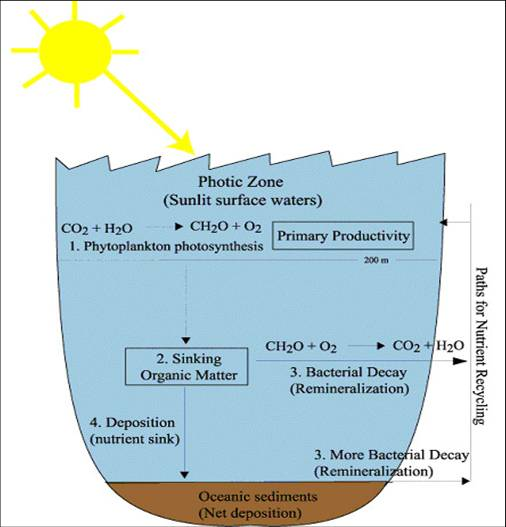 Photic Zone
(Sunlit surface waters)
CO2 + H2O CH2O + O2
1. Phytoplankton photosynthesis
Primary Productivity
200 m
Paths for Nutrient Recycling
CH2O + O2 CO2 + H2O
2. Sinking
Organic Matter
3. Bacterial Decay
(Remineralization)
4. Deposition
(nutrient sink)
3. More Bacterial Decay
(Remineralization)
Oceanic sediments
(Net deposition)